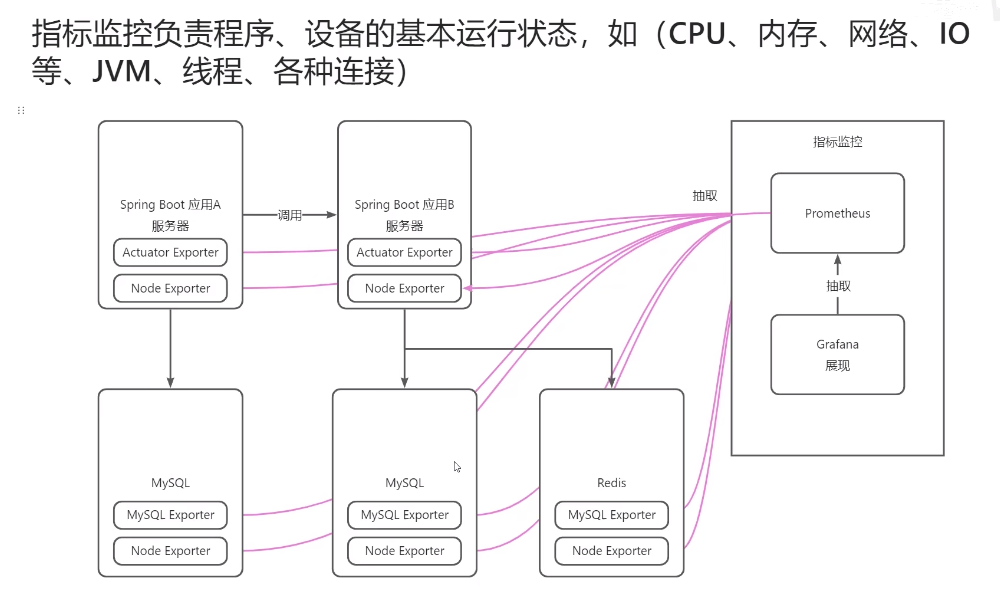 指标监控负责程序、设备的基本运行状态，如（CPU、内存、网络、IO
等、JVM、线程、各种连接）
Spring Boot 应用A
服务器
Actuator Exporter
Node Exporter
调用
Spring Boot 应用B
服务器
Actuator Exporter
Node Exporter
抽取
指标监控
Prometheus
抽取
Grafana
展现
MySQL
MySQL Exporter
Node Exporter
MySQL
MySQL Exporter
Node Exporter
Redis
MySQL Exporter
Node Exporter